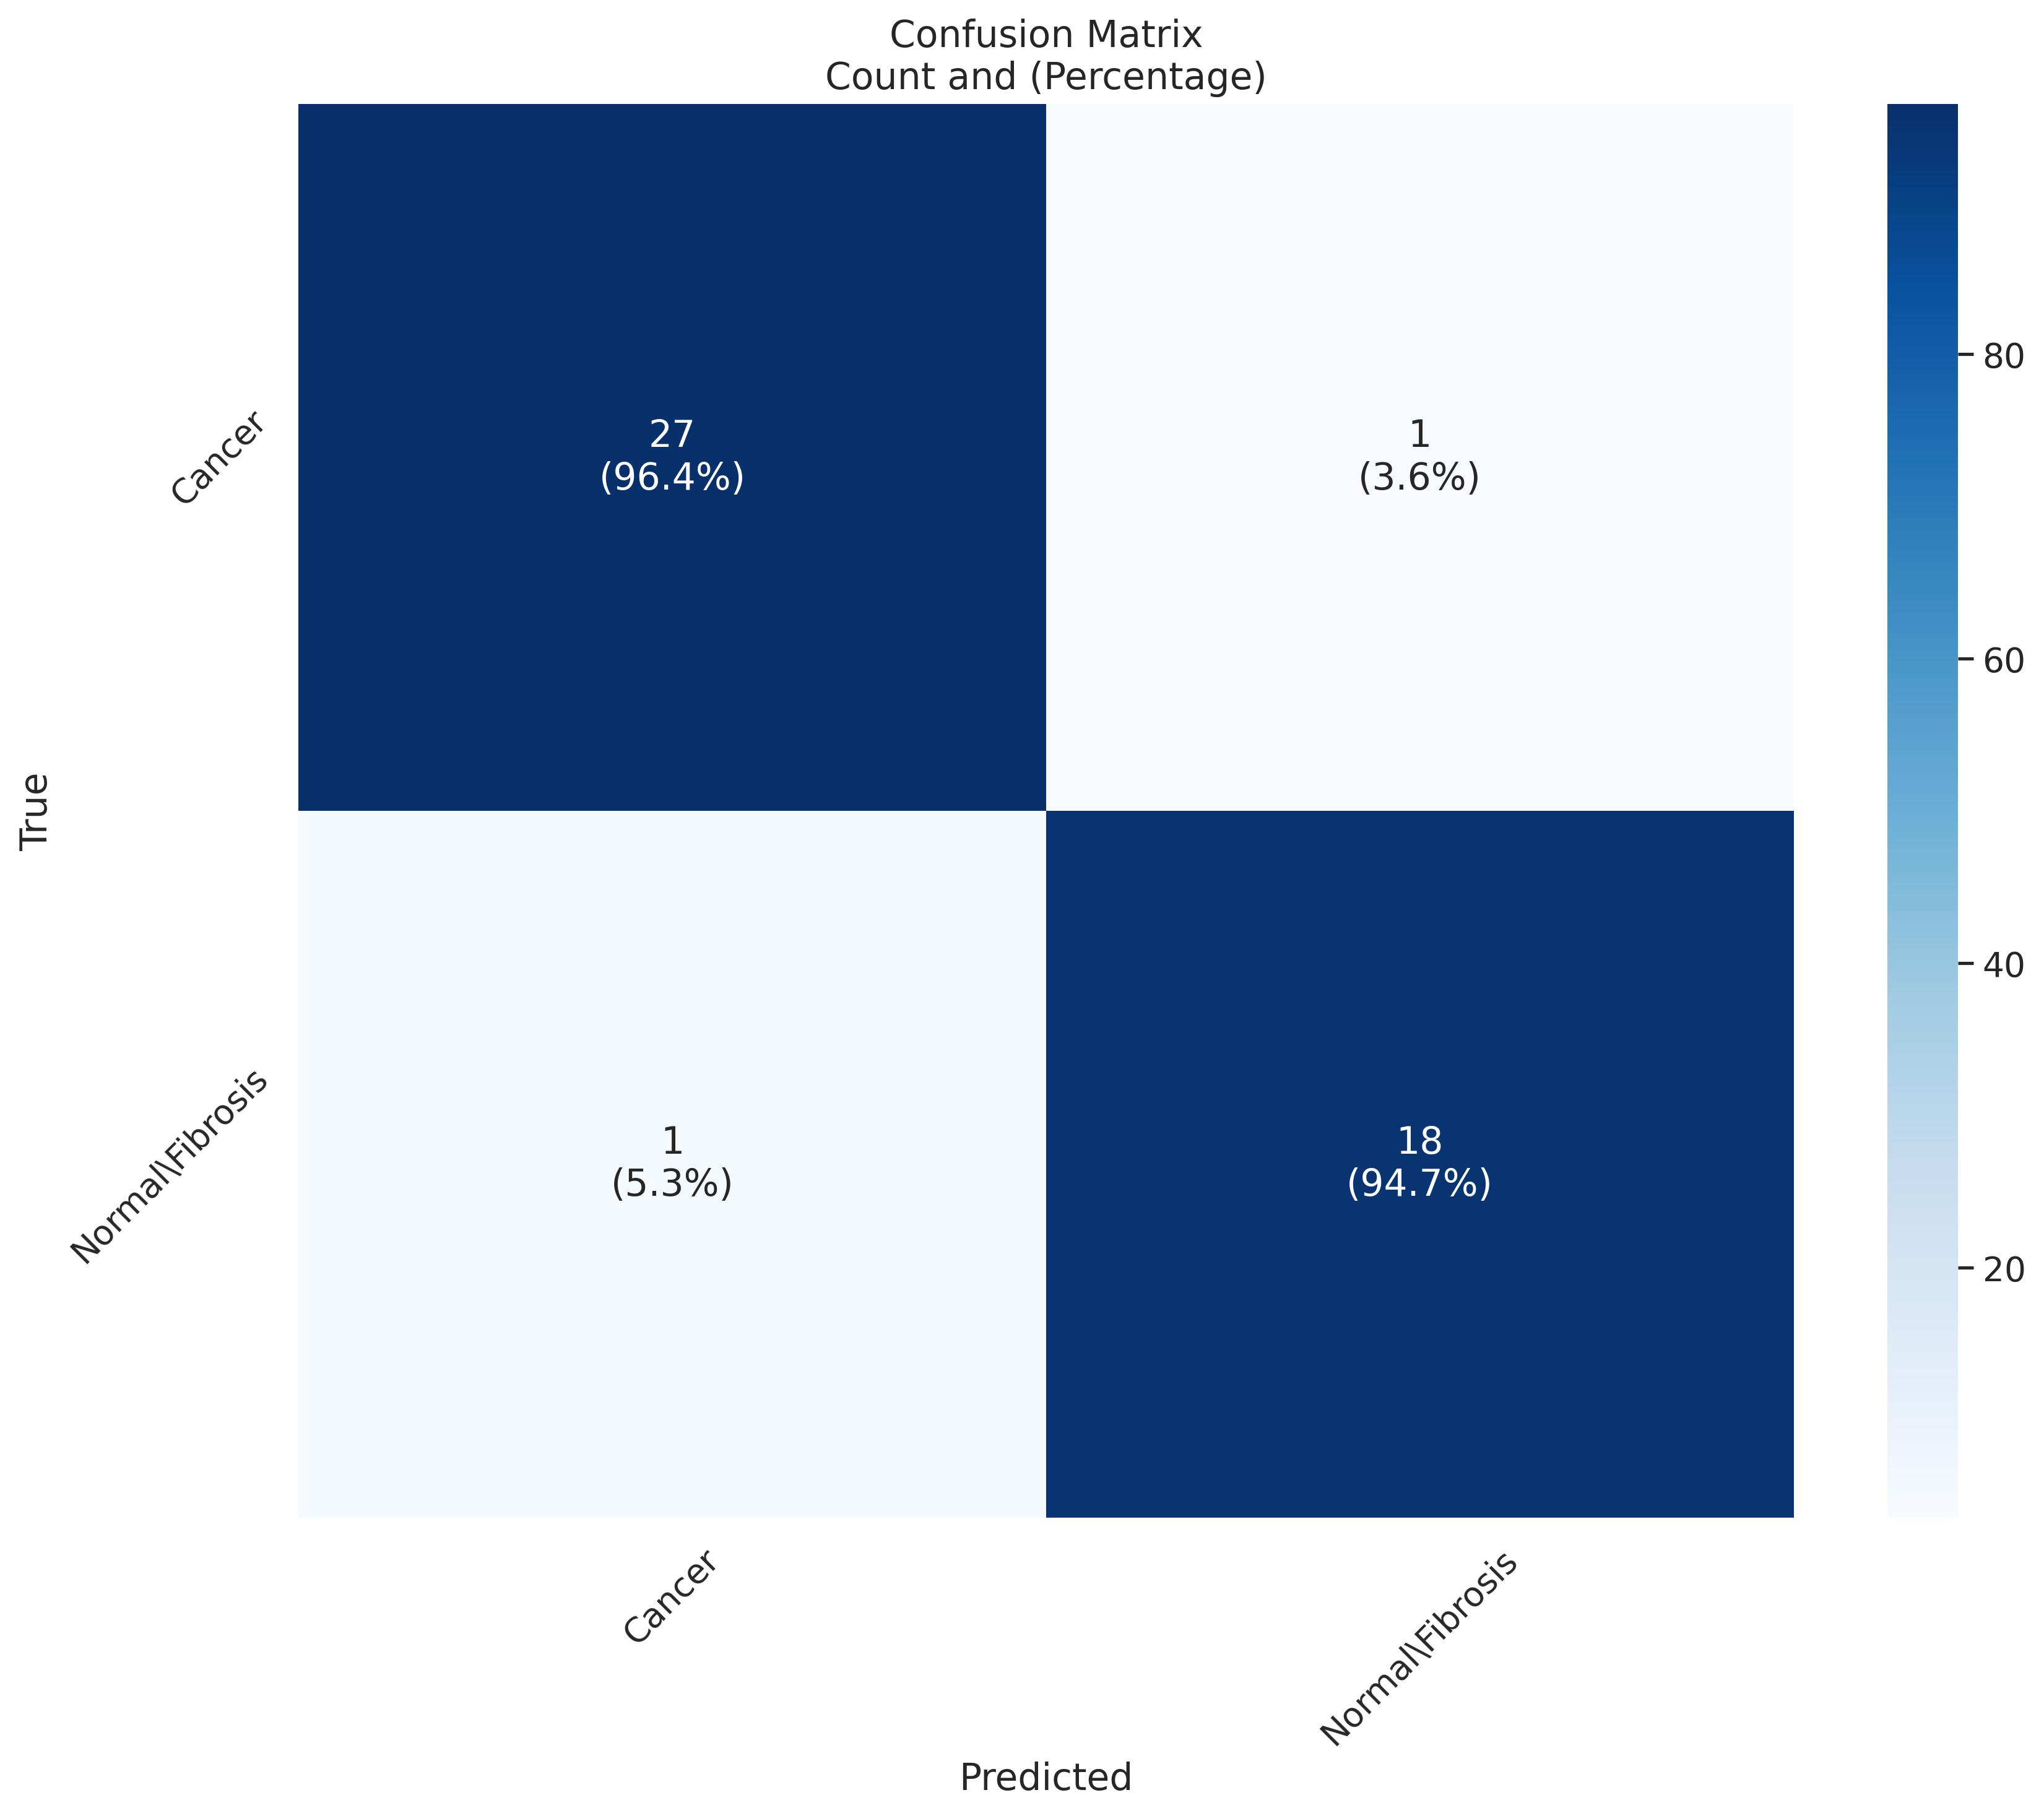 Confusion Matrix
Count and (Percentage)
True
Cancer
27
(96.4%)
1
(3.6%)
Normal\Fibrosis
1
(5.3%)
18
(94.7%)
80
60
40
20
Cancer
Normal\Fibrosis
Predicted